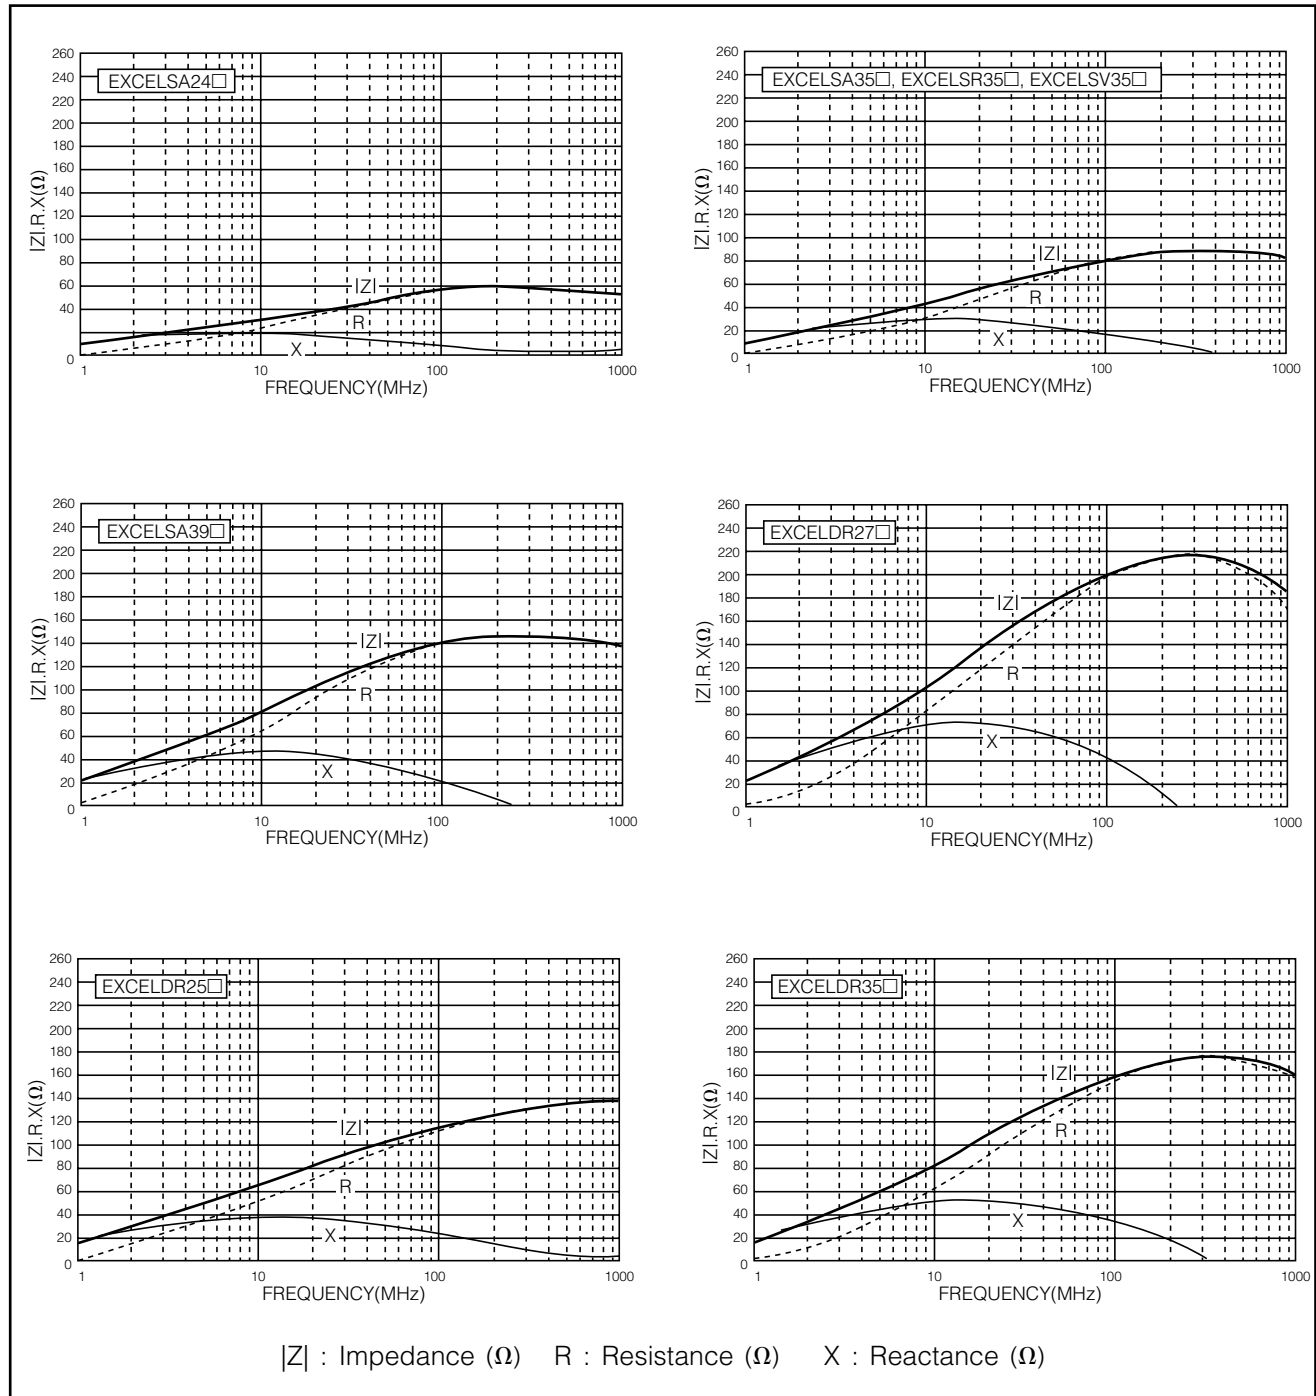 EXCELSA24□
|Z|.R.X(Ω)
260
240
220
200
180
160
140
120
100
80
60
40
20
0
|Z|
R
X
1
10
100
1000
FREQUENCY(MHz)
EXCELSA35□, EXCELSR35□, EXCELSV35□
|Z|.R.X(Ω)
260
240
220
200
180
160
140
120
100
80
60
40
20
0
|Z|
R
X
1
10
100
1000
FREQUENCY(MHz)
EXCELSA39□
|Z|.R.X(Ω)
260
240
220
200
180
160
140
120
100
80
60
40
20
0
|Z|
R
X
1
10
100
1000
FREQUENCY(MHz)
EXCELDR27□
|Z|.R.X(Ω)
260
240
220
200
180
160
140
120
100
80
60
40
20
0
|Z|
R
X
1
10
100
1000
FREQUENCY(MHz)
EXCELDR25□
|Z|.R.X(Ω)
260
240
220
200
180
160
140
120
100
80
60
40
20
0
|Z|
R
X
1
10
100
1000
FREQUENCY(MHz)
EXCELDR35□
|Z|.R.X(Ω)
260
240
220
200
180
160
140
120
100
80
60
40
20
0
|Z|
R
X
1
10
100
1000
FREQUENCY(MHz)
|Z| : Impedance (Ω) R : Resistance (Ω) X : Reactance (Ω)